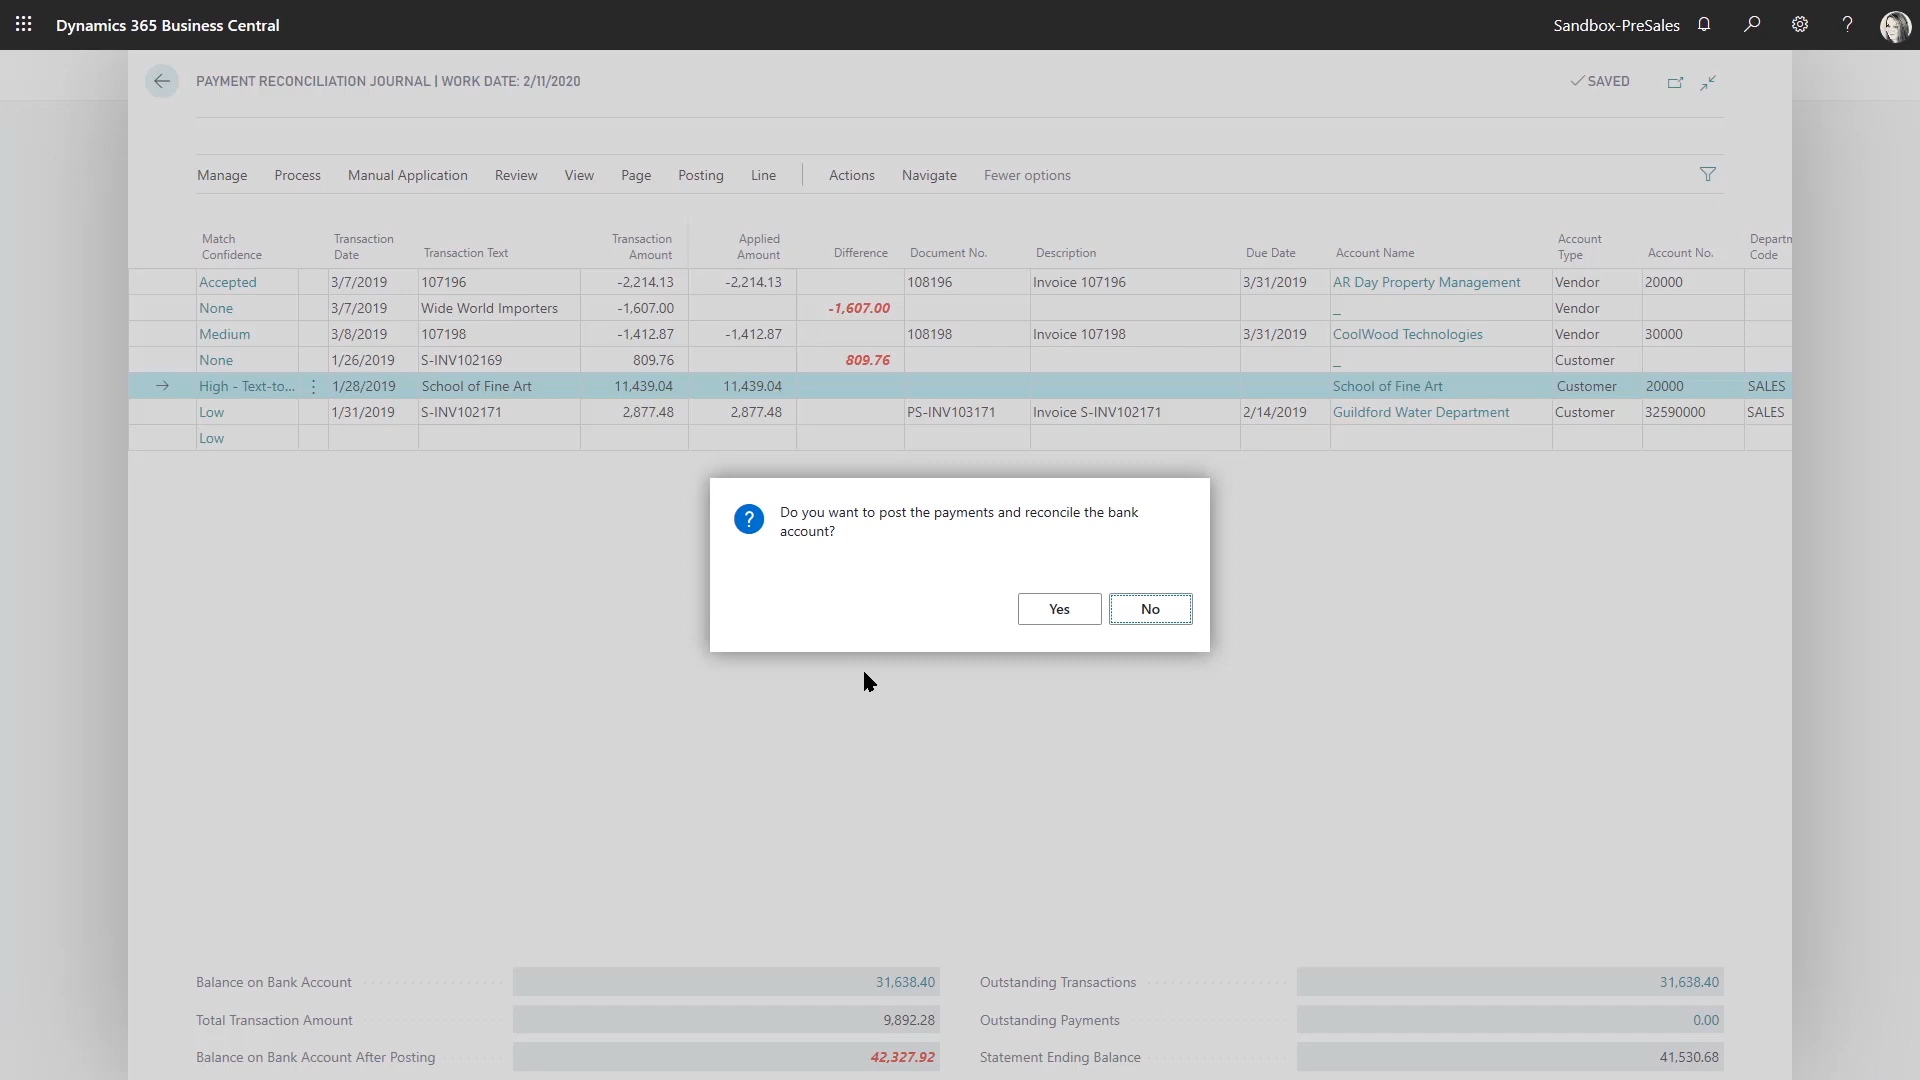 Dynamics 365 Business Central
Sandbox-PreSales
?
PAYMENT RECONCILIATION JOURNAL | WORK DATE: 2/11/2020
SAVED
Manage Process Manual Application Review View Page Posting Line Actions Navigate Fewer options
Match Confidence Transaction Date Transaction Text Transaction Amount Applied Amount Difference Document No. Description Due Date Account Name Account Type Account No. Departm Code
Accepted 3/7/2019 107196 -2,214.13 -2,214.13 108196 Invoice 107196 3/31/2019 AR Day Property Management Vendor 20000
None 3/7/2019 Wide World Importers -1,607.00 -1,607.00 _ Vendor
Medium 3/8/2019 107198 -1,412.87 -1,412.87 108198 Invoice 107198 3/31/2019 CoolWood Technologies Vendor 30000
None 1/26/2019 S-INV102169 809.76 809.76 _ Customer
High - Text-to... 1/28/2019 School of Fine Art 11,439.04 11,439.04 School of Fine Art Customer 20000 SALES
Low 1/31/2019 S-INV102171 2,877.48 2,877.48 PS-INV103171 Invoice S-INV102171 2/14/2019 Guildford Water Department Customer 32590000 SALES
Low
? Do you want to post the payments and reconcile the bank
account?
Yes No
Balance on Bank Account 31,638.40 Outstanding Transactions 31,638.40
Total Transaction Amount 9,892.28 Outstanding Payments 0.00
Balance on Bank Account After Posting 42,327.92 Statement Ending Balance 41,530.68